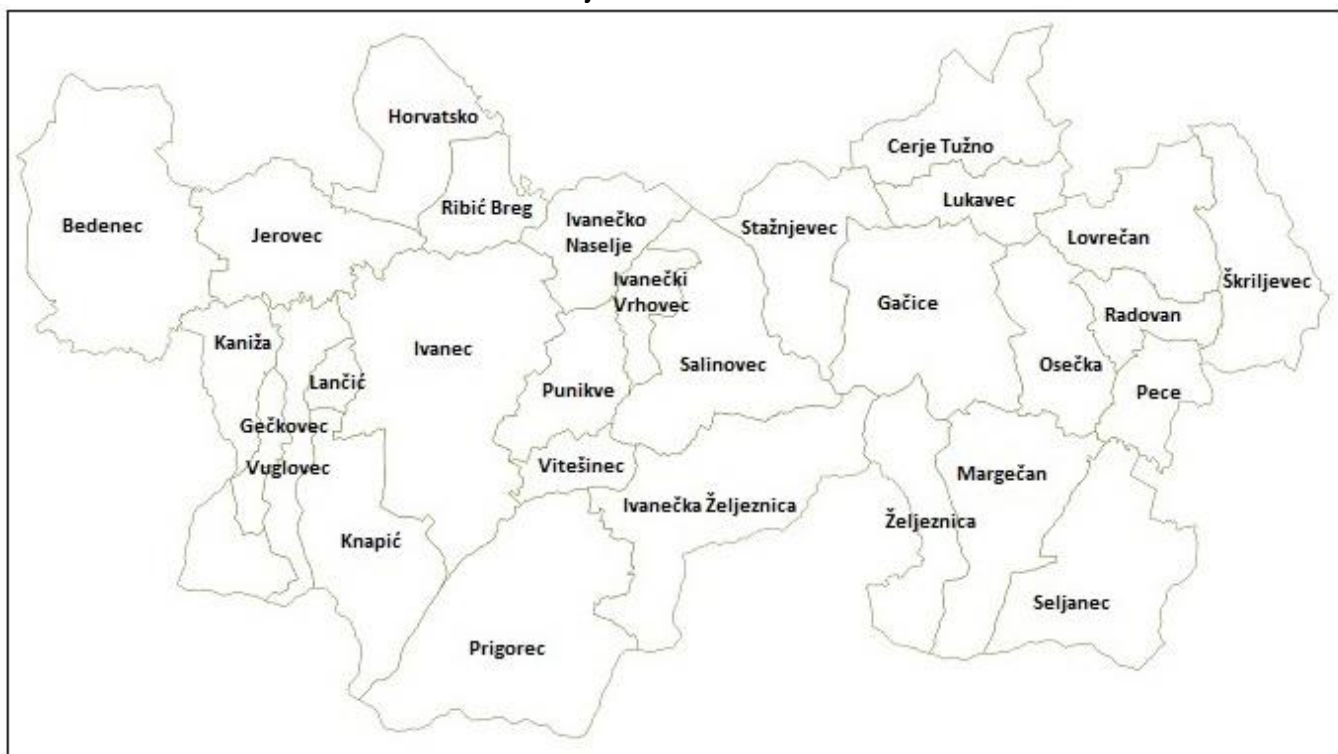 Horvatsko
Cerje Tužno
Bedenec
Jerovec
Ribić Breg
Ivanečko
Naselje
Stažnjevec
Lukavec
Lovrečan
Škriljevec
Ivanečki
Vrhovec
Gačice
Radovan
Kaniža
Ivanec
Lančić
Punikve
Salinovec
Osečka
Pece
Gečkovec
Vuglovec
Vitešinec
Margečan
Ivanečka Željeznica
Željeznica
Knapić
Seljanec
Prigorec